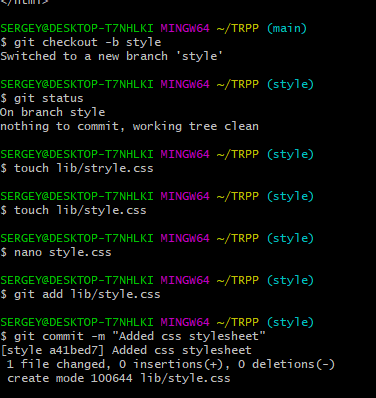 </html>
SERGEY@DESKTOP-T7NHLKI MINGW64 ~/TRPP (main)
$ git checkout -b style
Switched to a new branch 'style'
SERGEY@DESKTOP-T7NHLKI MINGW64 ~/TRPP (style)
$ git status
On branch style
nothing to commit, working tree clean
SERGEY@DESKTOP-T7NHLKI MINGW64 ~/TRPP (style)
$ touch lib/stryle.css
SERGEY@DESKTOP-T7NHLKI MINGW64 ~/TRPP (style)
$ touch lib/style.css
SERGEY@DESKTOP-T7NHLKI MINGW64 ~/TRPP (style)
$ nano style.css
SERGEY@DESKTOP-T7NHLKI MINGW64 ~/TRPP (style)
$ git add lib/style.css
SERGEY@DESKTOP-T7NHLKI MINGW64 ~/TRPP (style)
$ git commit -m "Added css stylesheet"
[style a41bed7] Added css stylesheet
 1 file changed, 0 insertions(+), 0 deletions(-)
 create mode 100644 lib/style.css